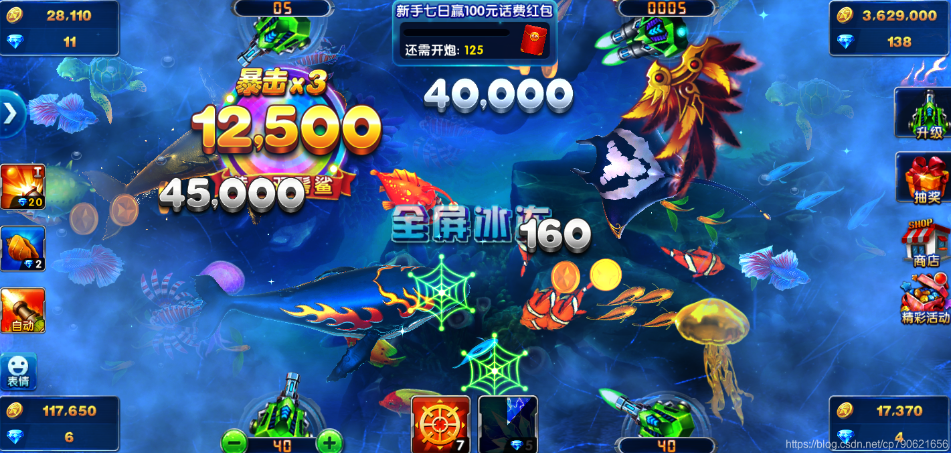 28.110
11
05
新手七日赢100元话费红包
还需开炮: 125
0005
3.629.000
138
暴击x3
12,500
40,000
45,000
鲨
全屏冰冻
160
20
2
自动
表情
升级
抽奖
SHOP
商店
精彩活动
117.650
6
40
7
5
40
17.370
4
https://blog.csdn.net/cp790621656